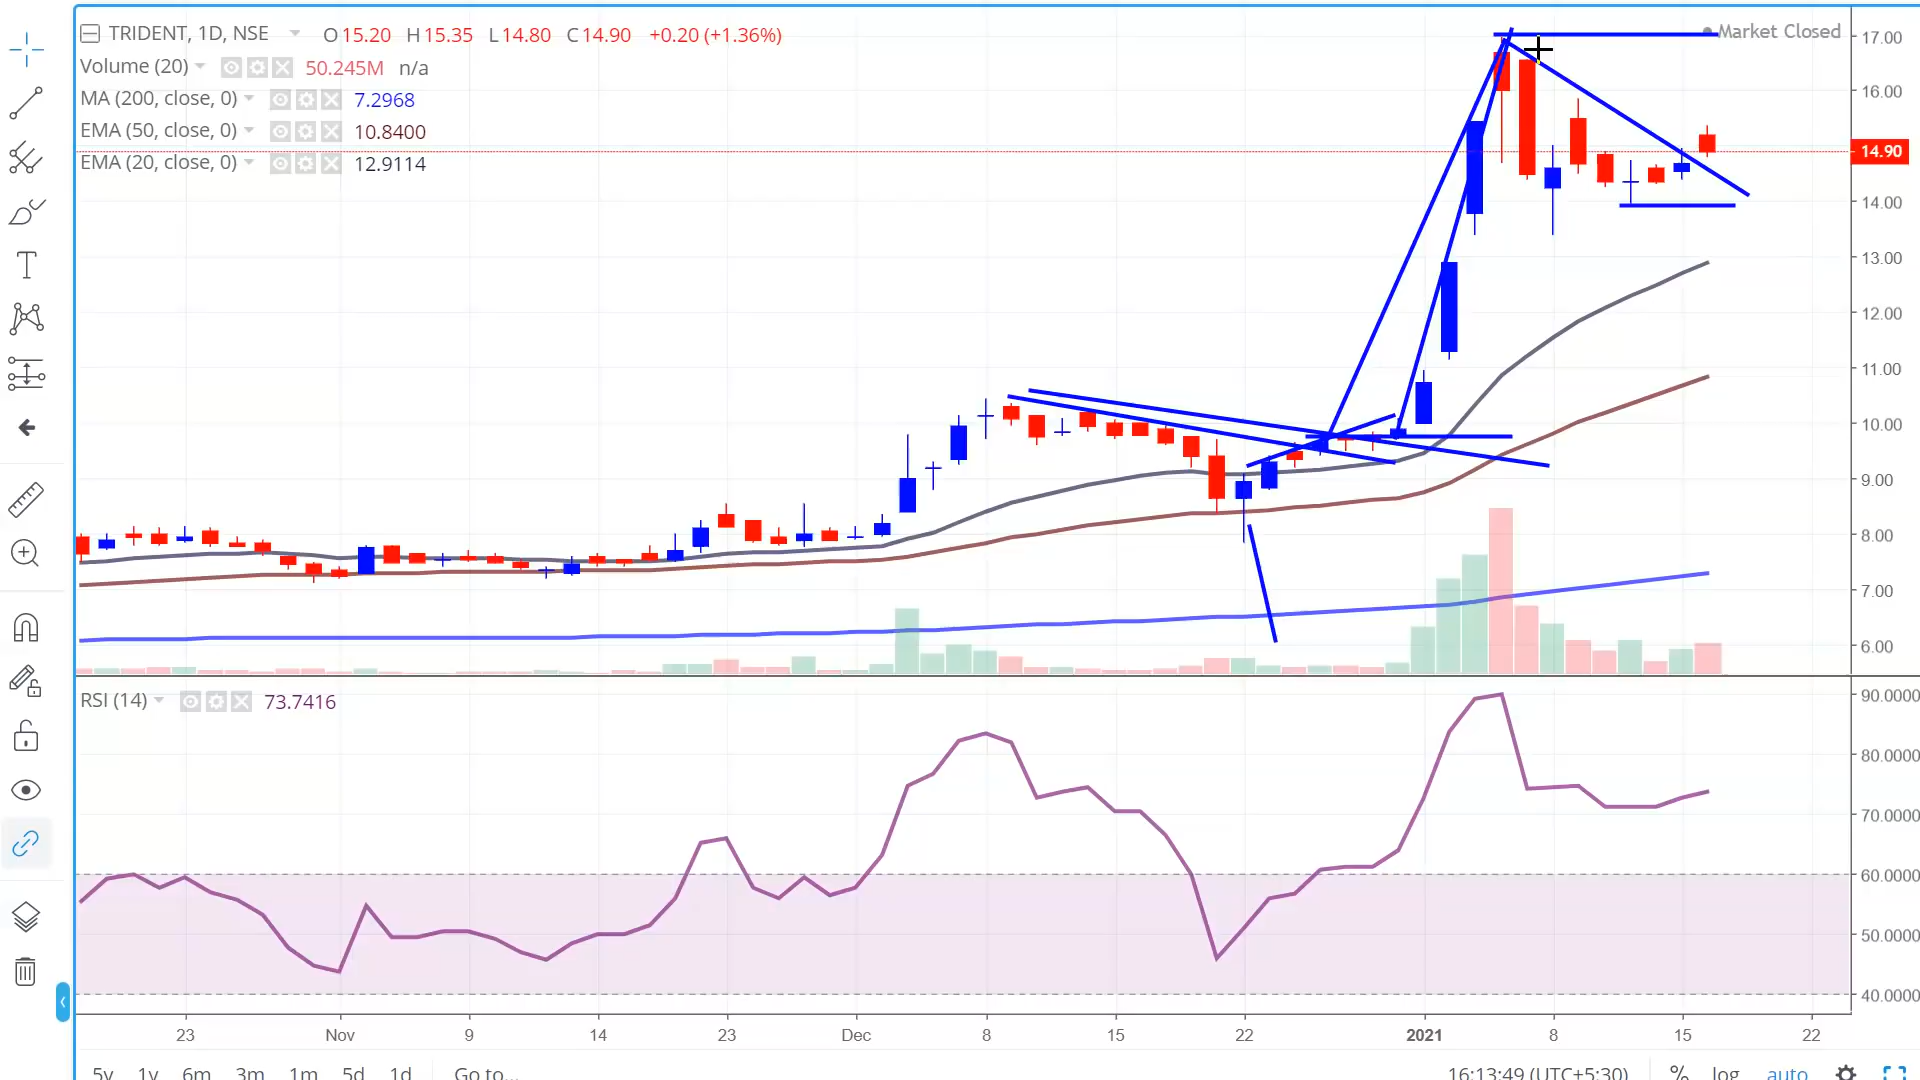 TRIDENT, 1D, NSE O 15.20 H 15.35 L 14.80 C 14.90 +0.20 (+1.36%)
Market Closed
Volume (20) 50.245M n/a
MA (200, close, 0) 7.2968
EMA (50, close, 0) 10.8400
EMA (20, close, 0) 12.9114
17.00
16.00
14.90
14.00
13.00
12.00
11.00
10.00
9.00
8.00
7.00
6.00
RSI (14) 73.7416
90.0000
80.0000
70.0000
60.0000
50.0000
40.0000
23 Nov 9 14 23 Dec 8 15 22 2021 8 15 22
5y 1y 6m 3m 1m 5d 1d Go to... 16:13:49 (UTC+5:30) % log auto